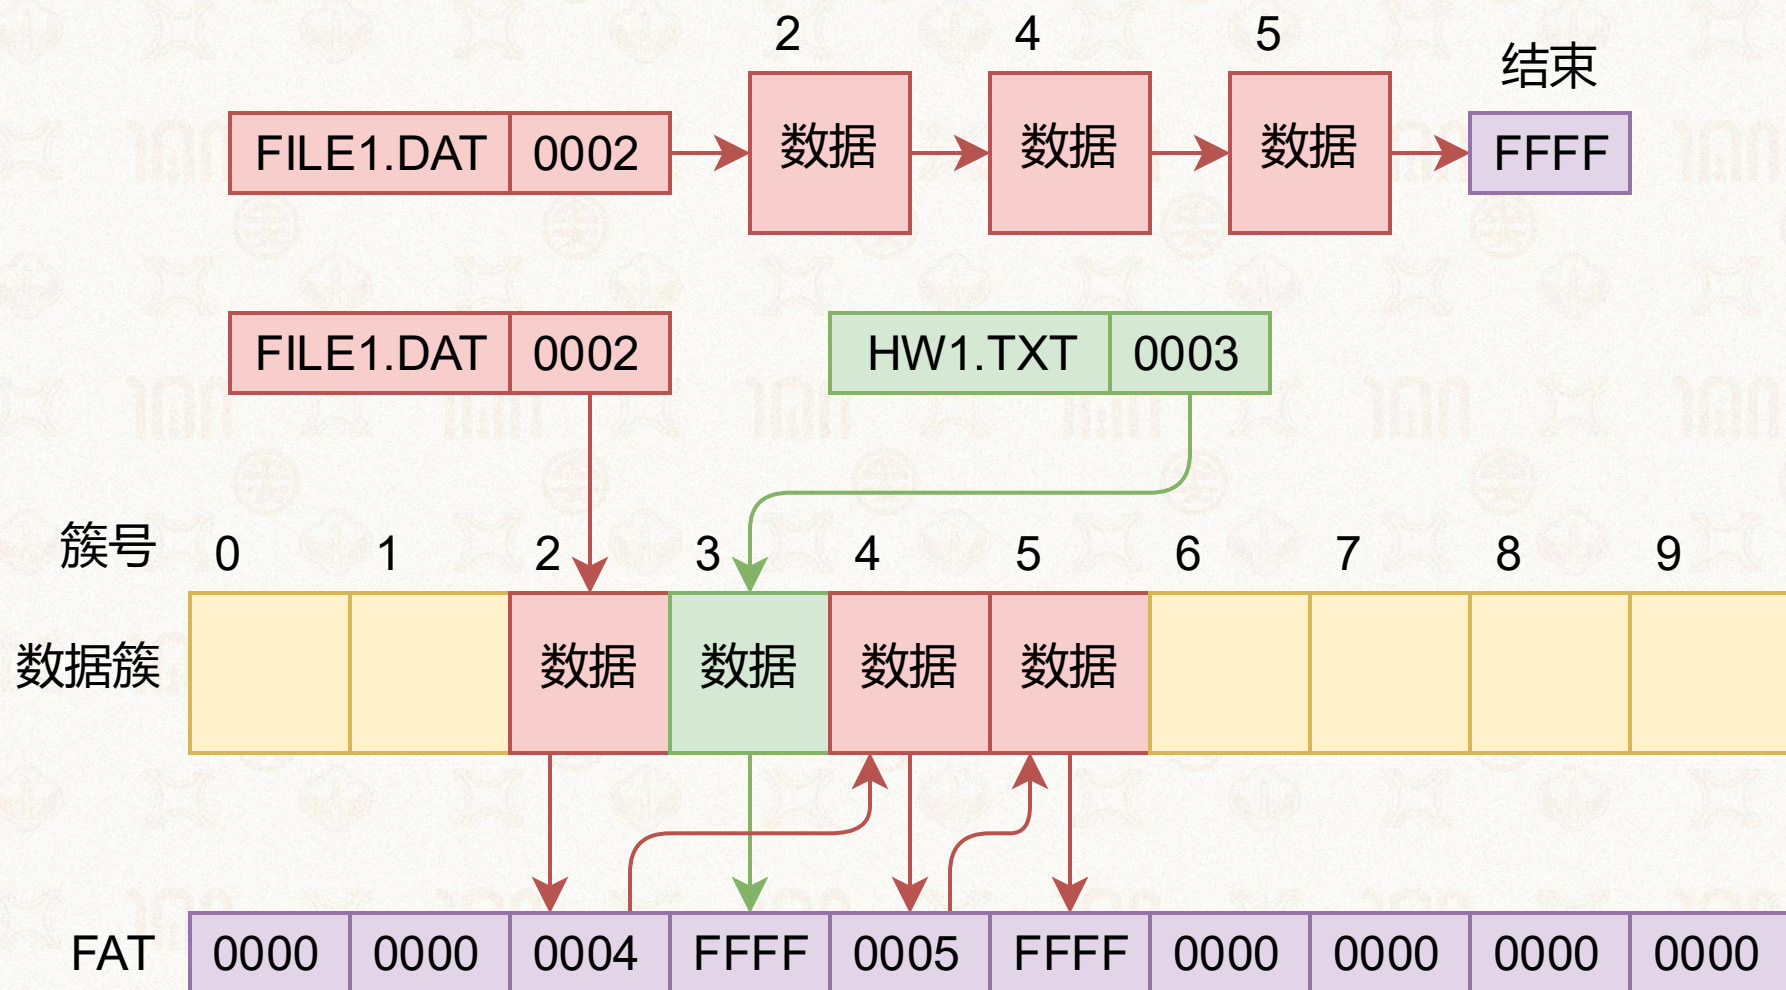 2 4 5 结束
FILE1.DAT 0002 数据 数据 数据 FFFF
FILE1.DAT 0002 HW1.TXT 0003
簇号 0 1 2 3 4 5 6 7 8 9
数据簇 数据 数据 数据 数据
FAT 0000 0000 0004 FFFF 0005 FFFF 0000 0000 0000 0000